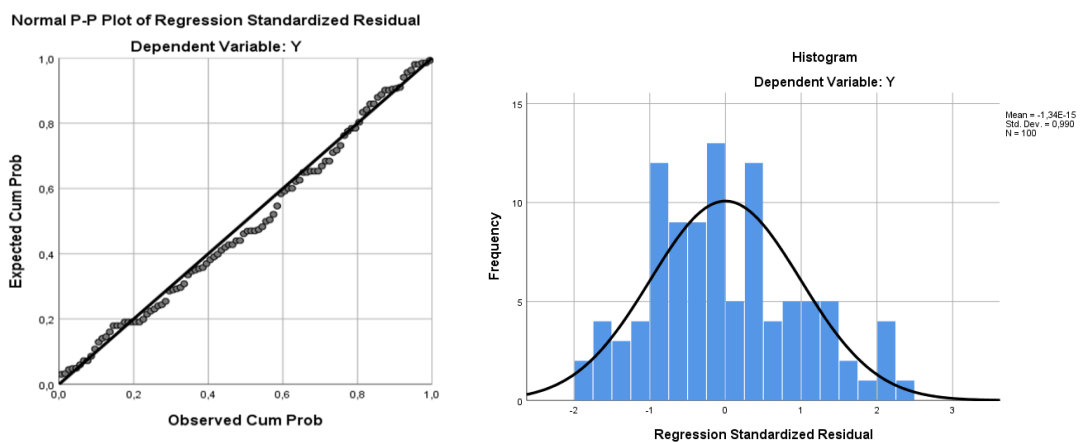 Normal P-P Plot of Regression Standardized Residual
Dependent Variable: Y
1,0
0,8
0,6
0,4
0,2
0,0
Expected Cum Prob
0,0 0,2 0,4 0,6 0,8 1,0
Observed Cum Prob
Histogram
Dependent Variable: Y
15
10
5
0
Frequency
-2 -1 0 1 2 3
Regression Standardized Residual
Mean = -1,34E-15
Std. Dev. = 0,990
N = 100